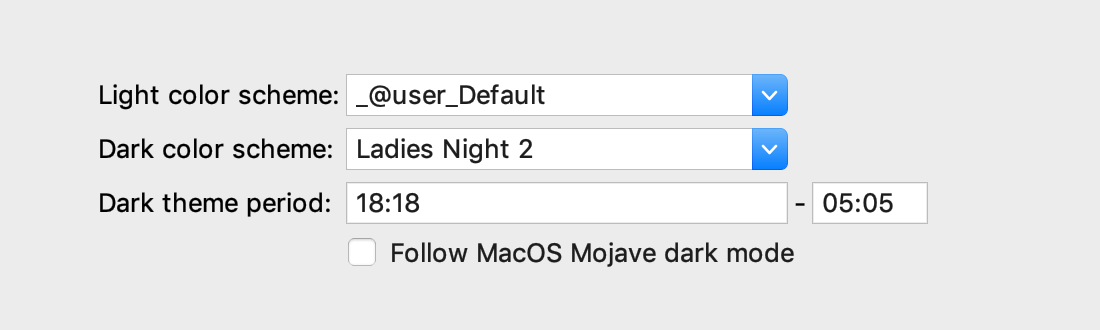 Light color scheme: _@user_Default
Dark color scheme: Ladies Night 2
Dark theme period: 18:18 - 05:05
Follow MacOS Mojave dark mode